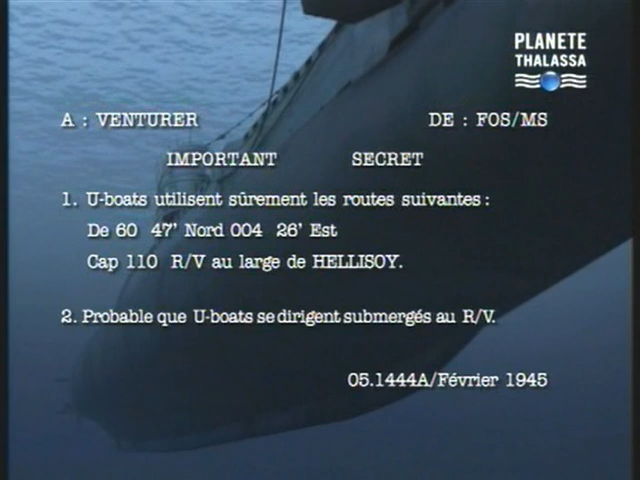 PLANETE
THALASSA
A : VENTURER DE : FOS/MS
IMPORTANT SECRET
1. U-boats utilisent sûrement les routes suivantes :
De 60 47' Nord 004 26' Est
Cap 110 R/V au large de HELLISOY.
2. Probable que U-boats se dirigent submergés au R/V.
05.1444A/Février 1945